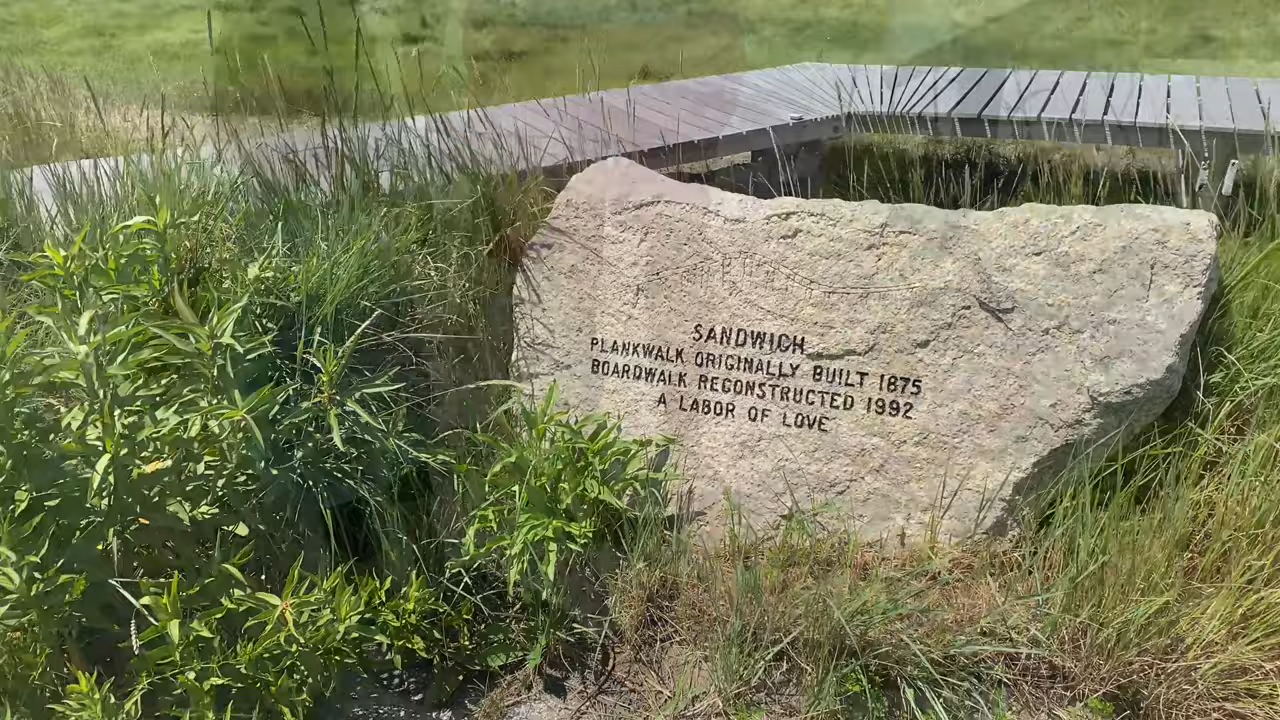 SANDWICH
PLANKWALK ORIGINALLY BUILT 1875
BOARDWALK RECONSTRUCTED 1992
A LABOR OF LOVE